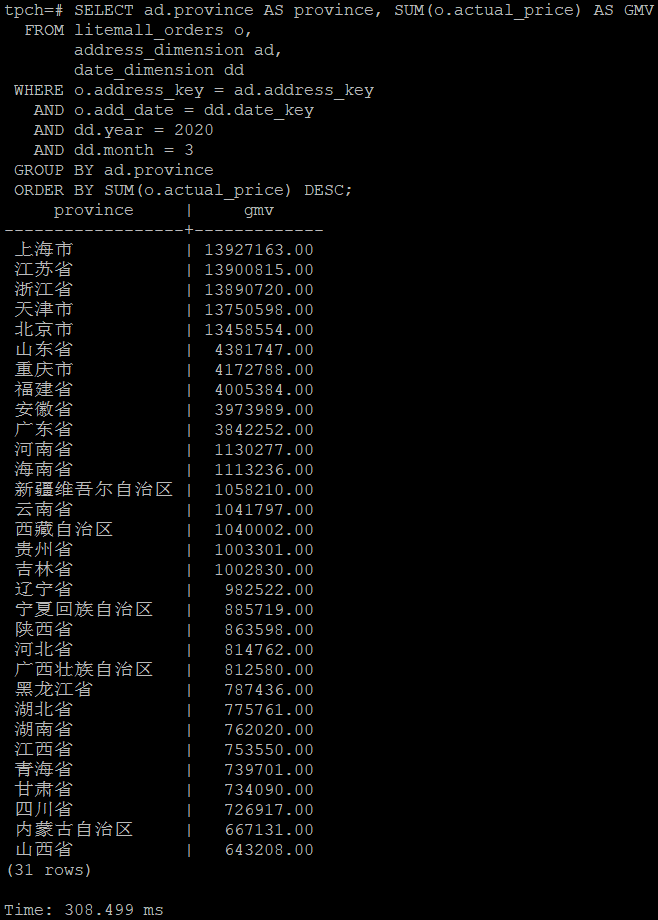 tpch=# SELECT ad.province AS province, SUM(o.actual_price) AS GMV
  FROM litemall_orders o,
       address_dimension ad,
       date_dimension dd
 WHERE o.address_key = ad.address_key
   AND o.add_date = dd.date_key
   AND dd.year = 2020
   AND dd.month = 3
 GROUP BY ad.province
 ORDER BY SUM(o.actual_price) DESC;
     province     |     gmv
------------------+-------------
 上海市           | 13927163.00
 江苏省           | 13900815.00
 浙江省           | 13890720.00
 天津市           | 13750598.00
 北京市           | 13458554.00
 山东省           |  4381747.00
 重庆市           |  4172788.00
 福建省           |  4005384.00
 安徽省           |  3973989.00
 广东省           |  3842252.00
 河南省           |  1130277.00
 海南省           |  1113236.00
 新疆维吾尔自治区 |  1058210.00
 云南省           |  1041797.00
 西藏自治区       |  1040002.00
 贵州省           |  1003301.00
 吉林省           |  1002830.00
 辽宁省           |   982522.00
 宁夏回族自治区   |   885719.00
 陕西省           |   863598.00
 河北省           |   814762.00
 广西壮族自治区   |   812580.00
 黑龙江省         |   787436.00
 湖北省           |   775761.00
 湖南省           |   762020.00
 江西省           |   753550.00
 青海省           |   739701.00
 甘肃省           |   734090.00
 四川省           |   726917.00
 内蒙古自治区     |   667131.00
 山西省           |   643208.00
(31 rows)
Time: 308.499 ms